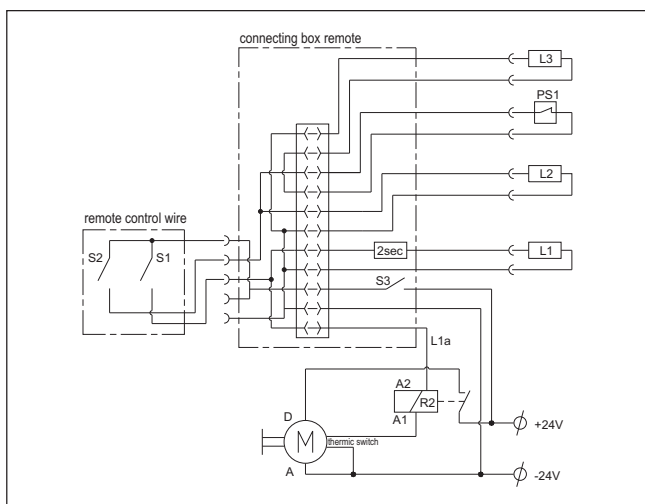 connecting box remote
L3
PS1
L2
remote control wire
S2
S1
2sec
L1
S3
L1a
A2
R2
A1
D
M
thermic switch
A
+24V
-24V